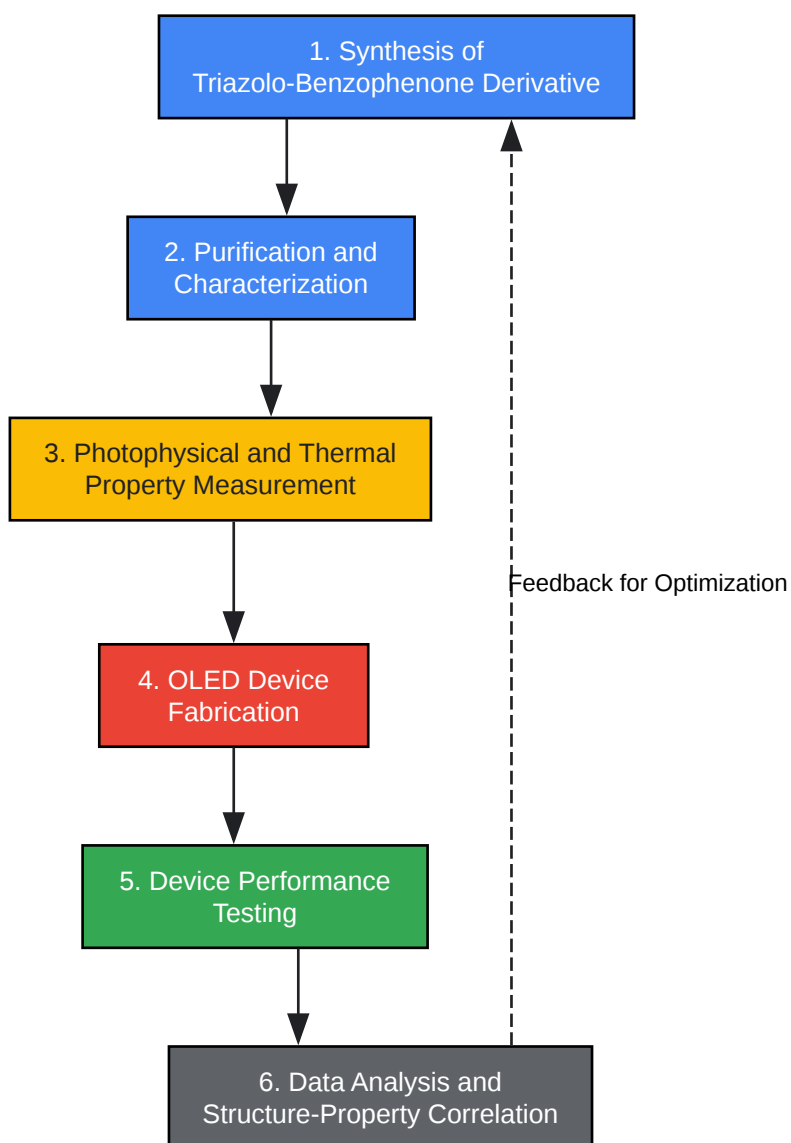 1. Synthesis of
Triazolo-Benzophenone Derivative
2. Purification and
Characterization
3. Photophysical and Thermal
Property Measurement
Feedback for Optimization
4. OLED Device
Fabrication
5. Device Performance
Testing
6. Data Analysis and
Structure-Property Correlation